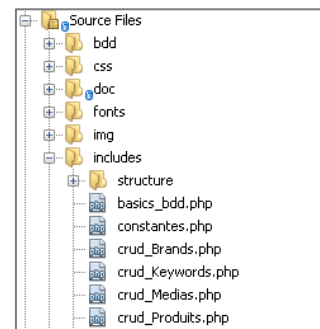 Source Files
bdd
css
doc
fonts
img
includes
structure
basics_bdd.php
constantes.php
crud_Brands.php
crud_Keywords.php
crud_Medias.php
crud_Produits.php